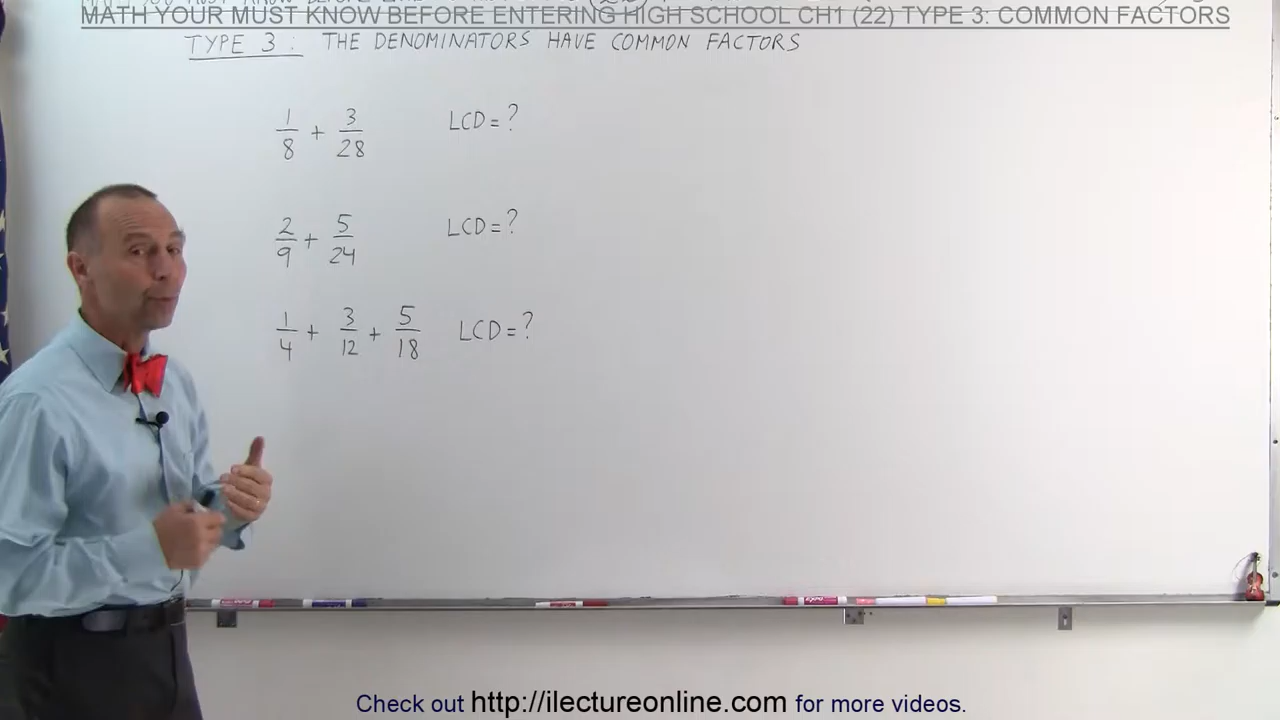 MATH YOUR MUST KNOW BEFORE ENTERING HIGH SCHOOL CH1 (22) TYPE 3: COMMON FACTORS
TYPE 3: THE DENOMINATORS HAVE COMMON FACTORS
1/8 + 3/28 LCD = ?
2/9 + 5/24 LCD = ?
1/4 + 3/12 + 5/18 LCD = ?
Check out http://ilectureonline.com for more videos.